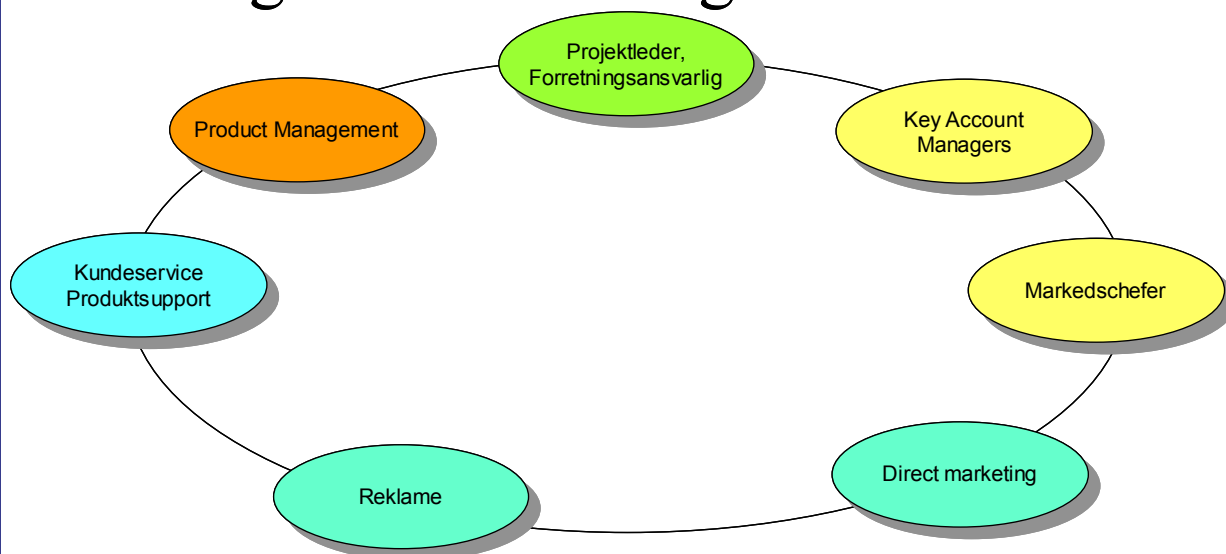 Projektleder,
Forretningsansvarlig
Product Management
Key Account
Managers
Kundeservice
Produktsupport
Markedschefer
Direct marketing
Reklame